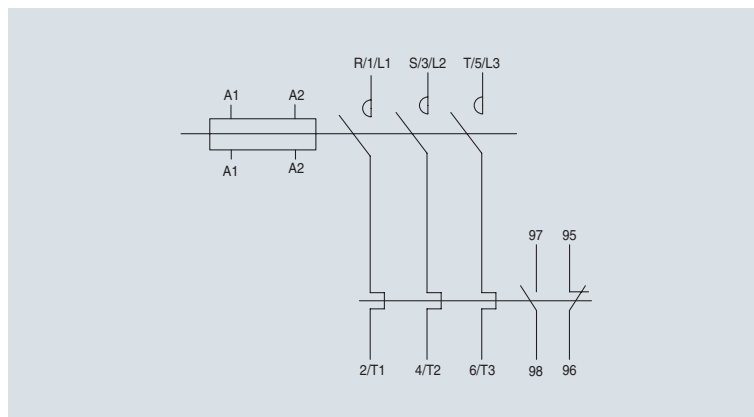 R/1/L1 S/3/L2 T/5/L3
A1 A2
A1 A2
97 95
2/T1 4/T2 6/T3 98 96